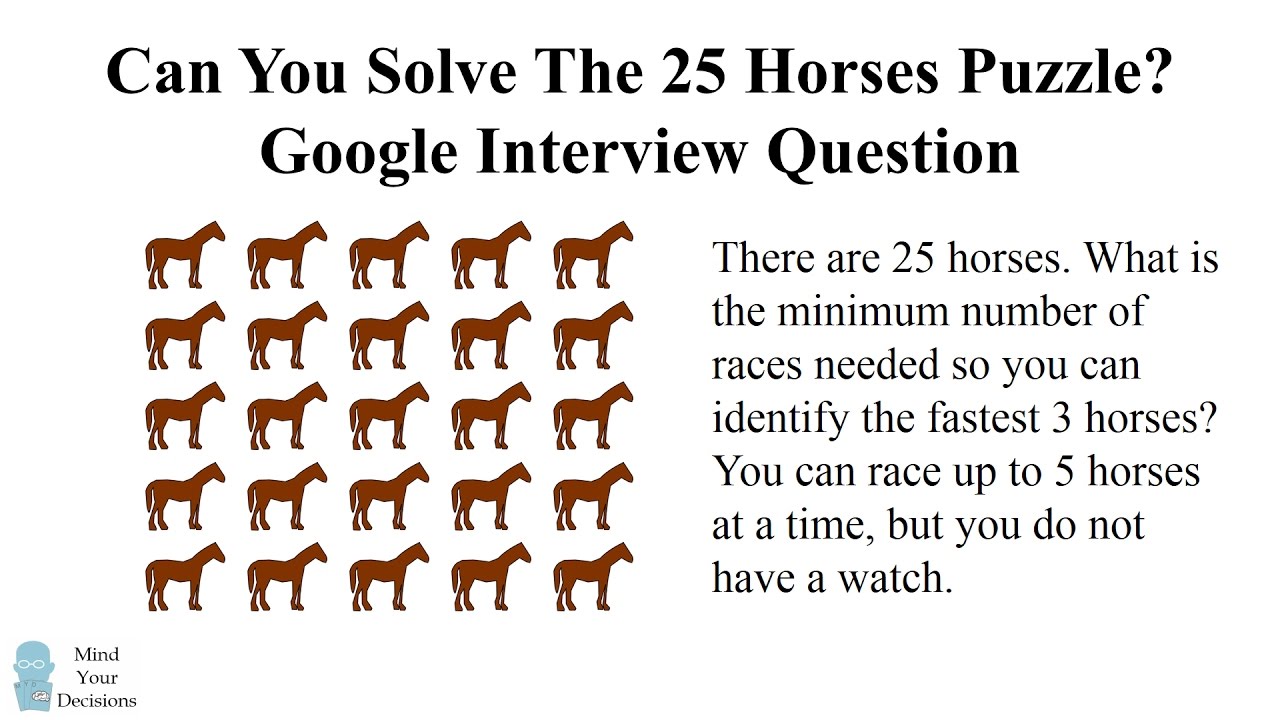 Can You Solve The 25 Horses Puzzle?
Google Interview Question
There are 25 horses. What is
the minimum number of
races needed so you can
identify the fastest 3 horses?
You can race up to 5 horses
at a time, but you do not
have a watch.
Mind
Your
Decisions